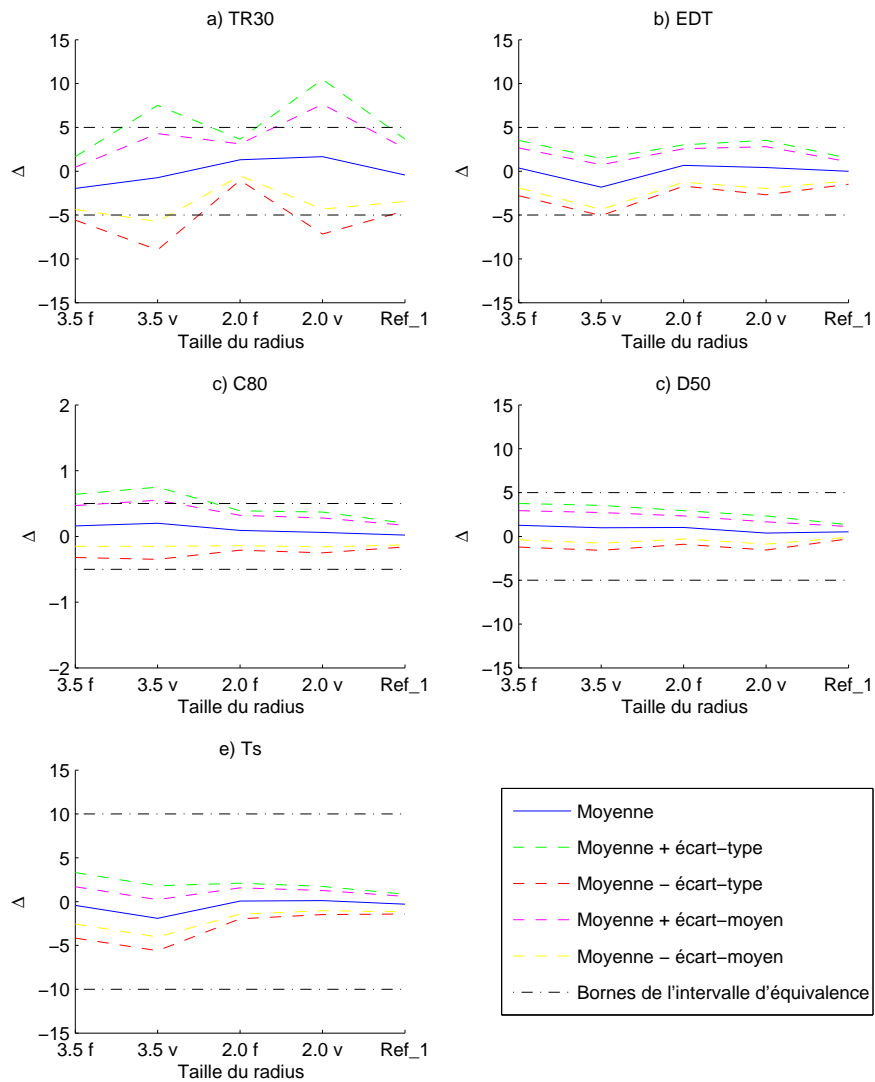 a) TR30
15
10
5
0
−5
−10
−15
Δ
3.5 f 3.5 v 2.0 f 2.0 v Ref_1
Taille du radius
b) EDT
15
10
5
0
−5
−10
−15
Δ
3.5 f 3.5 v 2.0 f 2.0 v Ref_1
Taille du radius
c) C80
2
1
0
−1
−2
Δ
3.5 f 3.5 v 2.0 f 2.0 v Ref_1
Taille du radius
c) D50
15
10
5
0
−5
−10
−15
Δ
3.5 f 3.5 v 2.0 f 2.0 v Ref_1
Taille du radius
e) Ts
15
10
5
0
−5
−10
−15
Δ
3.5 f 3.5 v 2.0 f 2.0 v Ref_1
Taille du radius
Moyenne
Moyenne + écart−type
Moyenne − écart−type
Moyenne + écart−moyen
Moyenne − écart−moyen
Bornes de l'intervalle d'équivalence